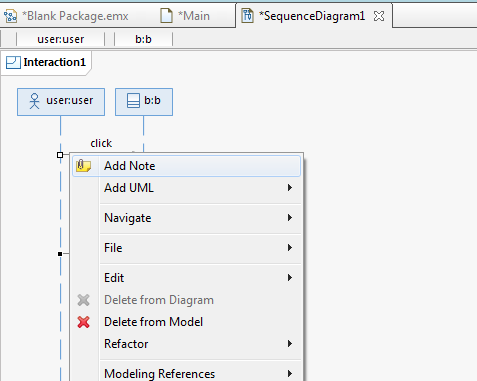 *Blank Package.emx *Main *SequenceDiagram1
user:user b:b
Interaction1
user:user b:b
click
Add Note
Add UML
Navigate
File
Edit
Delete from Diagram
Delete from Model
Refactor
Modeling References